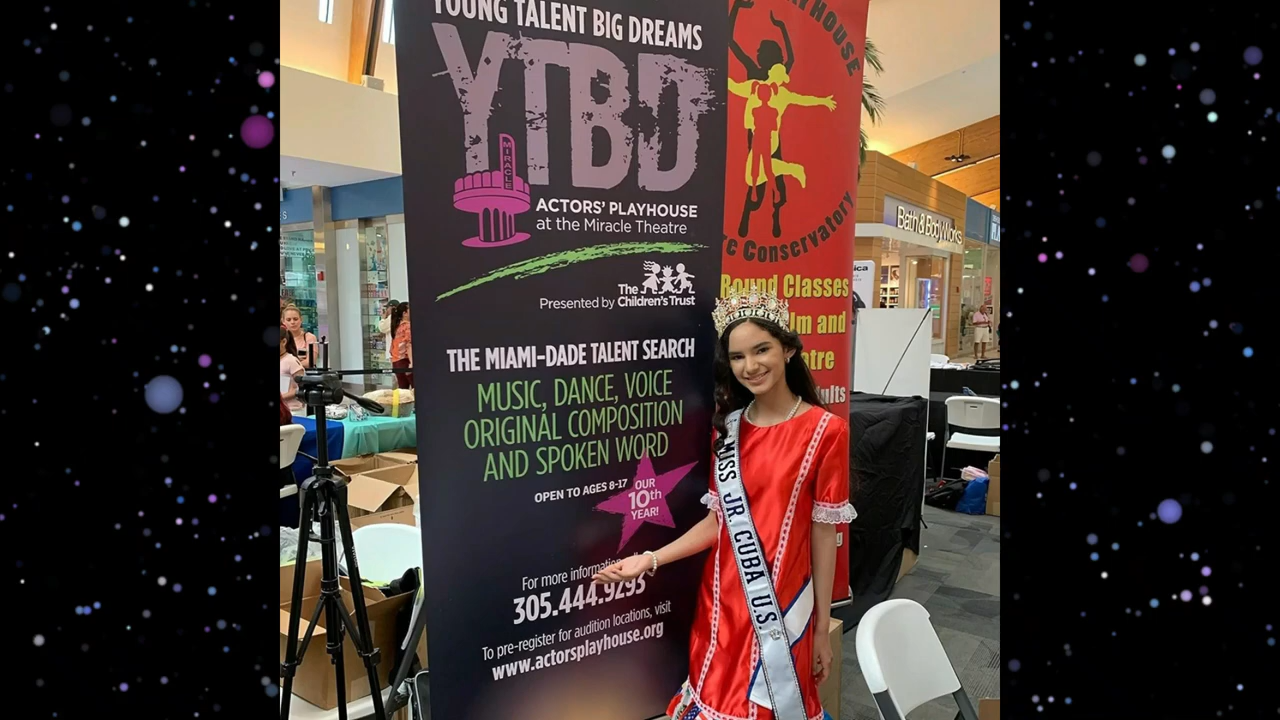 YOUNG TALENT BIG DREAMS
YTBD
MIRACLE
ACTORS' PLAYHOUSE
at the Miracle Theatre
Presented by The Children's Trust
THE MIAMI-DADE TALENT SEARCH
MUSIC, DANCE, VOICE
ORIGINAL COMPOSITION
AND SPOKEN WORD
OPEN TO AGES 8-17
OUR
10th
YEAR!
For more information
305.444.9293
To pre-register for audition locations, visit
www.actorsplayhouse.org
Conservatory
Round Classes
and
Bath & Body Works
MISS JR. CUBA U.S.